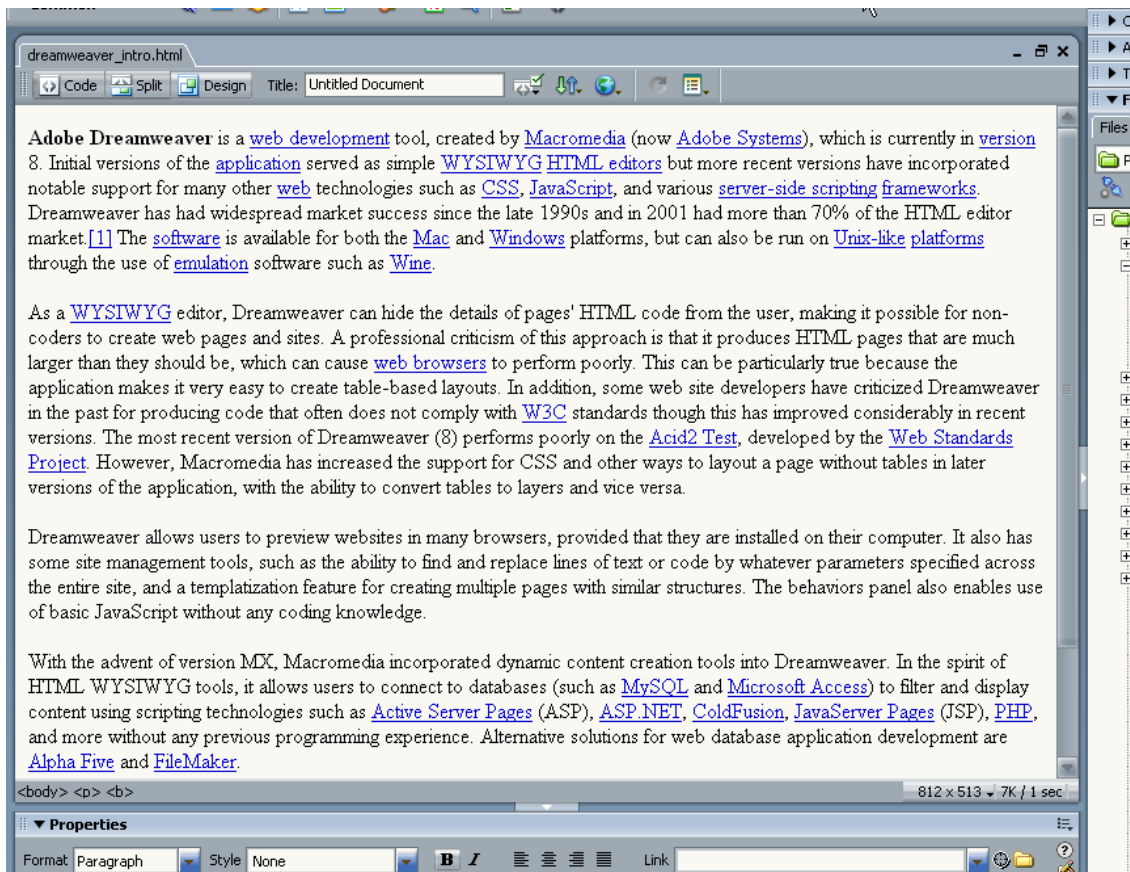 Common
dreamweaver_intro.html
Code Split Design Title: Untitled Document
Files
Adobe Dreamweaver is a web development tool, created by Macromedia (now Adobe Systems), which is currently in version
8. Initial versions of the application served as simple WYSIWYG HTML editors but more recent versions have incorporated
notable support for many other web technologies such as CSS, JavaScript, and various server-side scripting frameworks.
Dreamweaver has had widespread market success since the late 1990s and in 2001 had more than 70% of the HTML editor
market.[1] The software is available for both the Mac and Windows platforms, but can also be run on Unix-like platforms
through the use of emulation software such as Wine.
As a WYSIWYG editor, Dreamweaver can hide the details of pages' HTML code from the user, making it possible for non-
coders to create web pages and sites. A professional criticism of this approach is that it produces HTML pages that are much
larger than they should be, which can cause web browsers to perform poorly. This can be particularly true because the
application makes it very easy to create table-based layouts. In addition, some web site developers have criticized Dreamweaver
in the past for producing code that often does not comply with W3C standards though this has improved considerably in recent
versions. The most recent version of Dreamweaver (8) performs poorly on the Acid2 Test, developed by the Web Standards
Project. However, Macromedia has increased the support for CSS and other ways to layout a page without tables in later
versions of the application, with the ability to convert tables to layers and vice versa.
Dreamweaver allows users to preview websites in many browsers, provided that they are installed on their computer. It also has
some site management tools, such as the ability to find and replace lines of text or code by whatever parameters specified across
the entire site, and a templatization feature for creating multiple pages with similar structures. The behaviors panel also enables use
of basic JavaScript without any coding knowledge.
With the advent of version MX, Macromedia incorporated dynamic content creation tools into Dreamweaver. In the spirit of
HTML WYSIWYG tools, it allows users to connect to databases (such as MySQL and Microsoft Access) to filter and display
content using scripting technologies such as Active Server Pages (ASP), ASP.NET, ColdFusion, JavaServer Pages (JSP), PHP,
and more without any previous programming experience. Alternative solutions for web database application development are
Alpha Five and FileMaker.
<body> <p> <b> 812 x 513 7K / 1 sec
Properties
Format Paragraph Style None B I Link